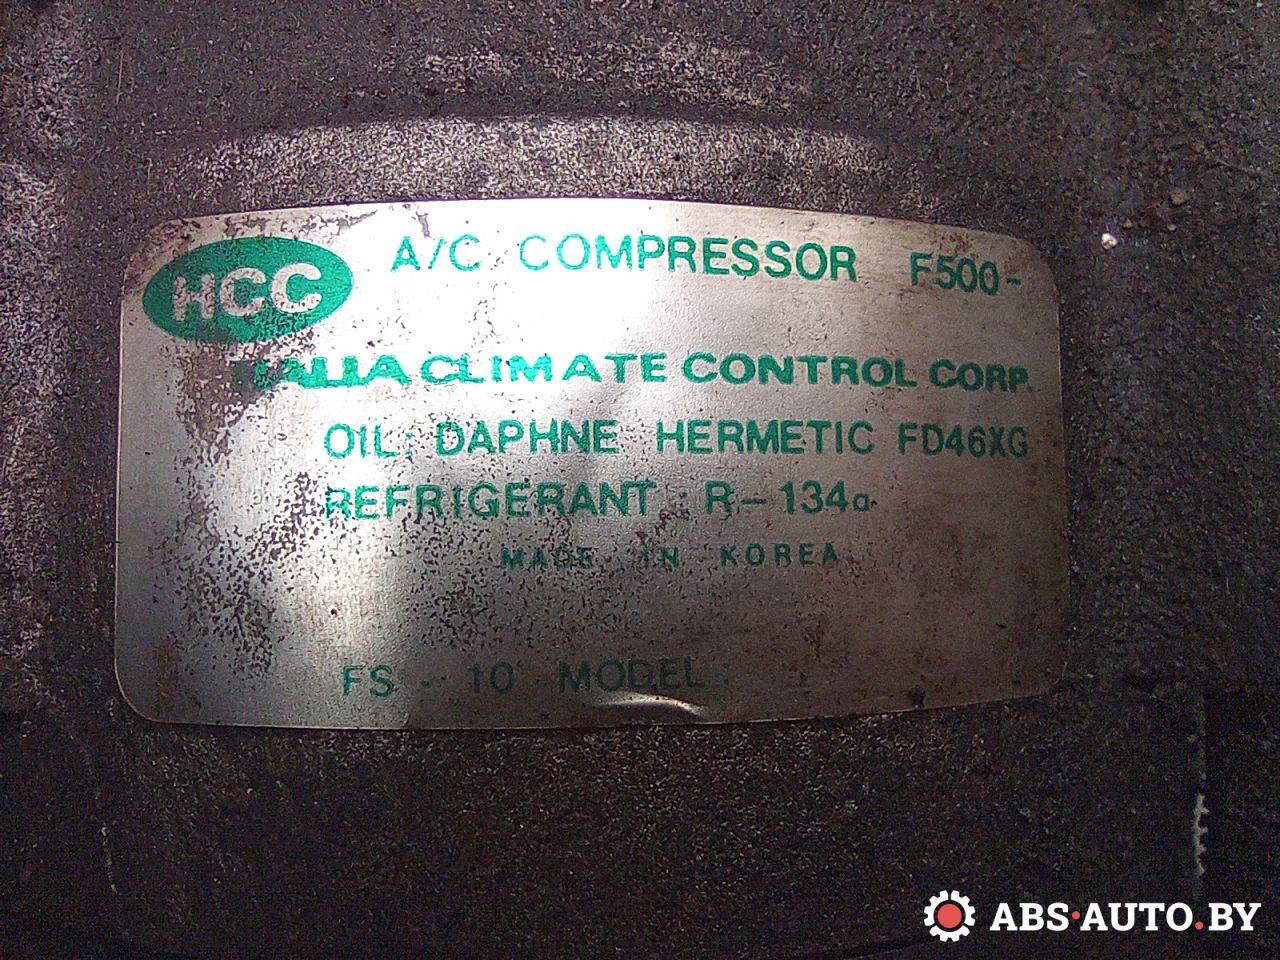 HCC
A/C COMPRESSOR F500-
CLIMATE CONTROL CORP.
OIL: DAPHNE HERMETIC FD46XG
REFRIGERANT : R-134a
MADE IN KOREA
FS - 10 MODEL:
ABS·AUTO.BY